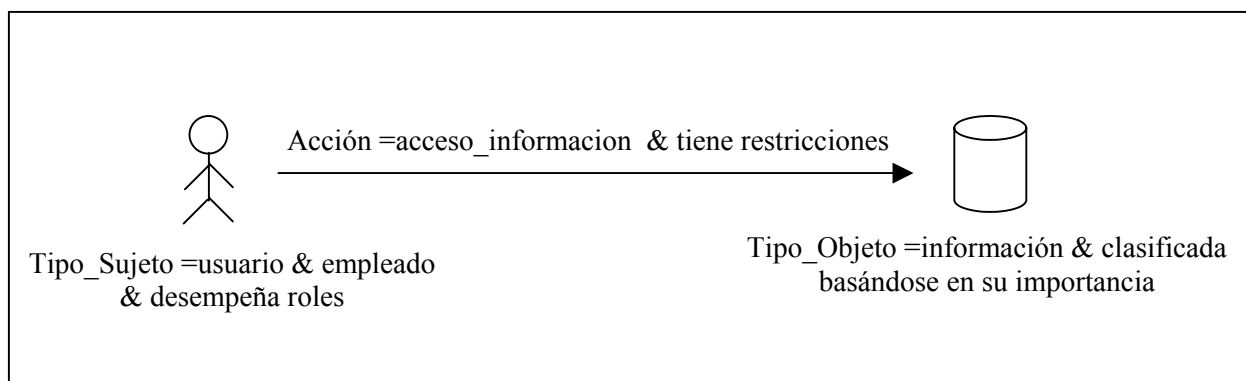 Acción =acceso_informacion & tiene restricciones
Tipo_Sujeto =usuario & empleado
& desempeña roles
Tipo_Objeto =información & clasificada
basándose en su importancia